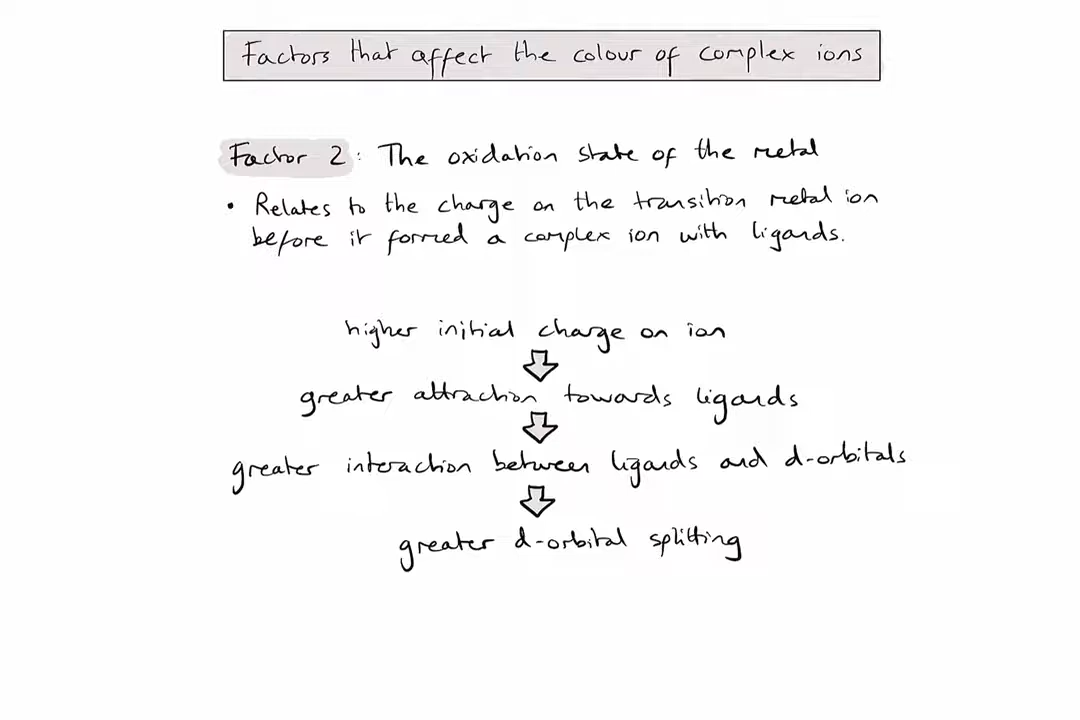 Factors that affect the colour of complex ions
Factor 2: The oxidation state of the metal
• Relates to the charge on the transition metal ion
before it formed a complex ion with ligands.
higher initial charge on ion
greater attraction towards ligands
greater interaction between ligands and d-orbitals
greater d-orbital splitting